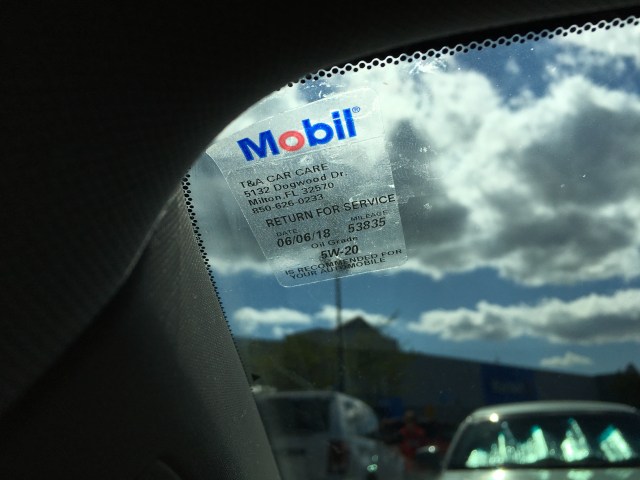 Mobil®
T&A CAR CARE
5132 Dogwood Dr.
Milton, FL 32570
850-626-0233
RETURN FOR SERVICE
DATE MILEAGE
06/06/18 53835
Oil Grade
5W-20
IS RECOMMENDED FOR
YOUR AUTOMOBILE